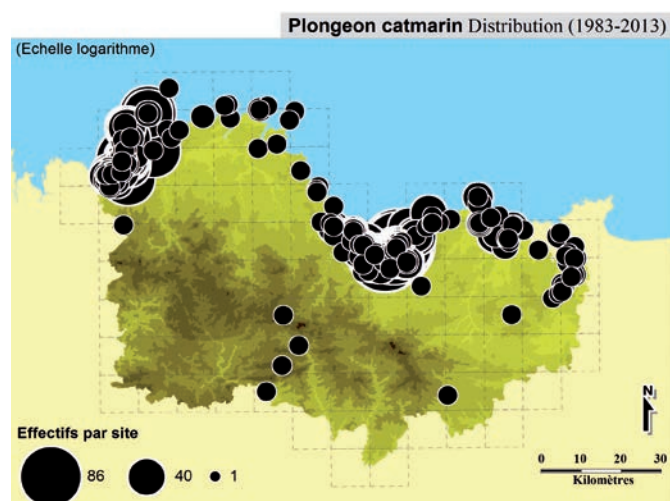 Plongeon catmarin Distribution (1983-2013)
(Echelle logarithme)
Effectifs par site
86 40 1
0 10 20 30
Kilomètres
N